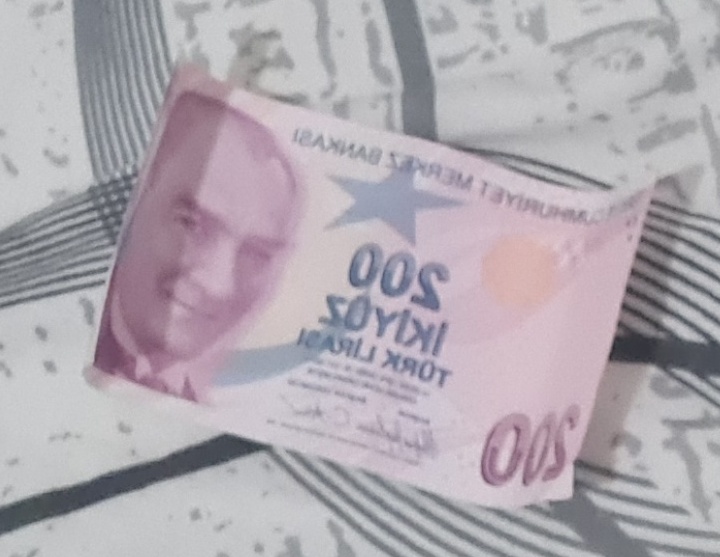 CUMHURİYET MERKEZ BANKASI
200
İKİYÜZ
TÜRK LİRASI
200